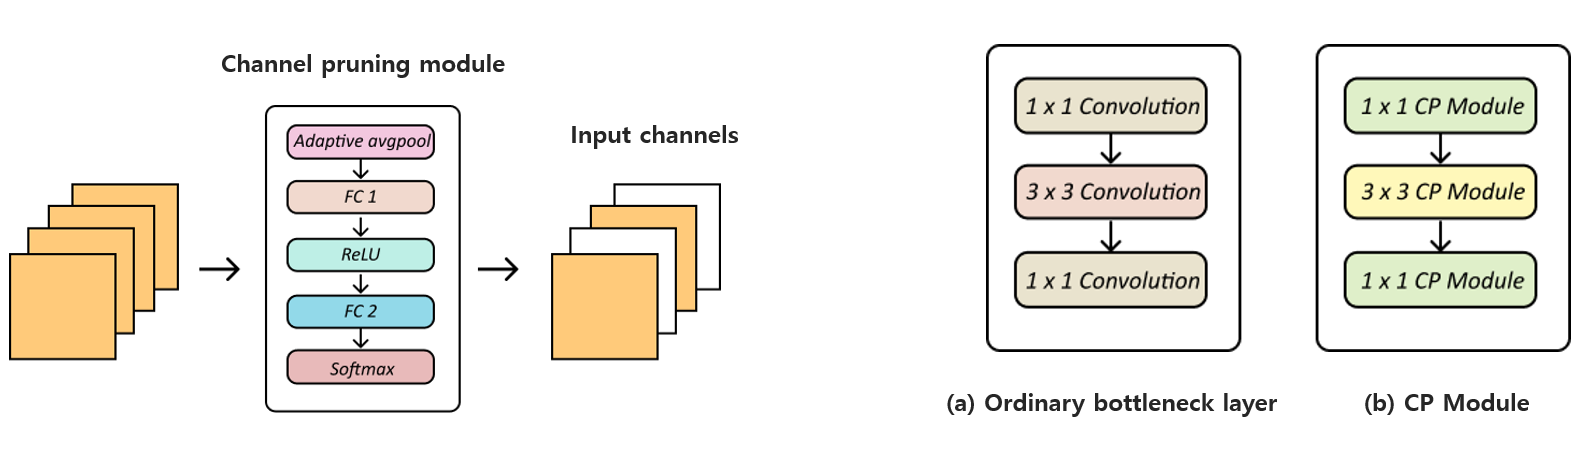 Channel pruning module
Adaptive avgpool
FC 1
ReLU
FC 2
Softmax
Input channels
1 x 1 Convolution
3 x 3 Convolution
1 x 1 Convolution
(a) Ordinary bottleneck layer
1 x 1 CP Module
3 x 3 CP Module
1 x 1 CP Module
(b) CP Module